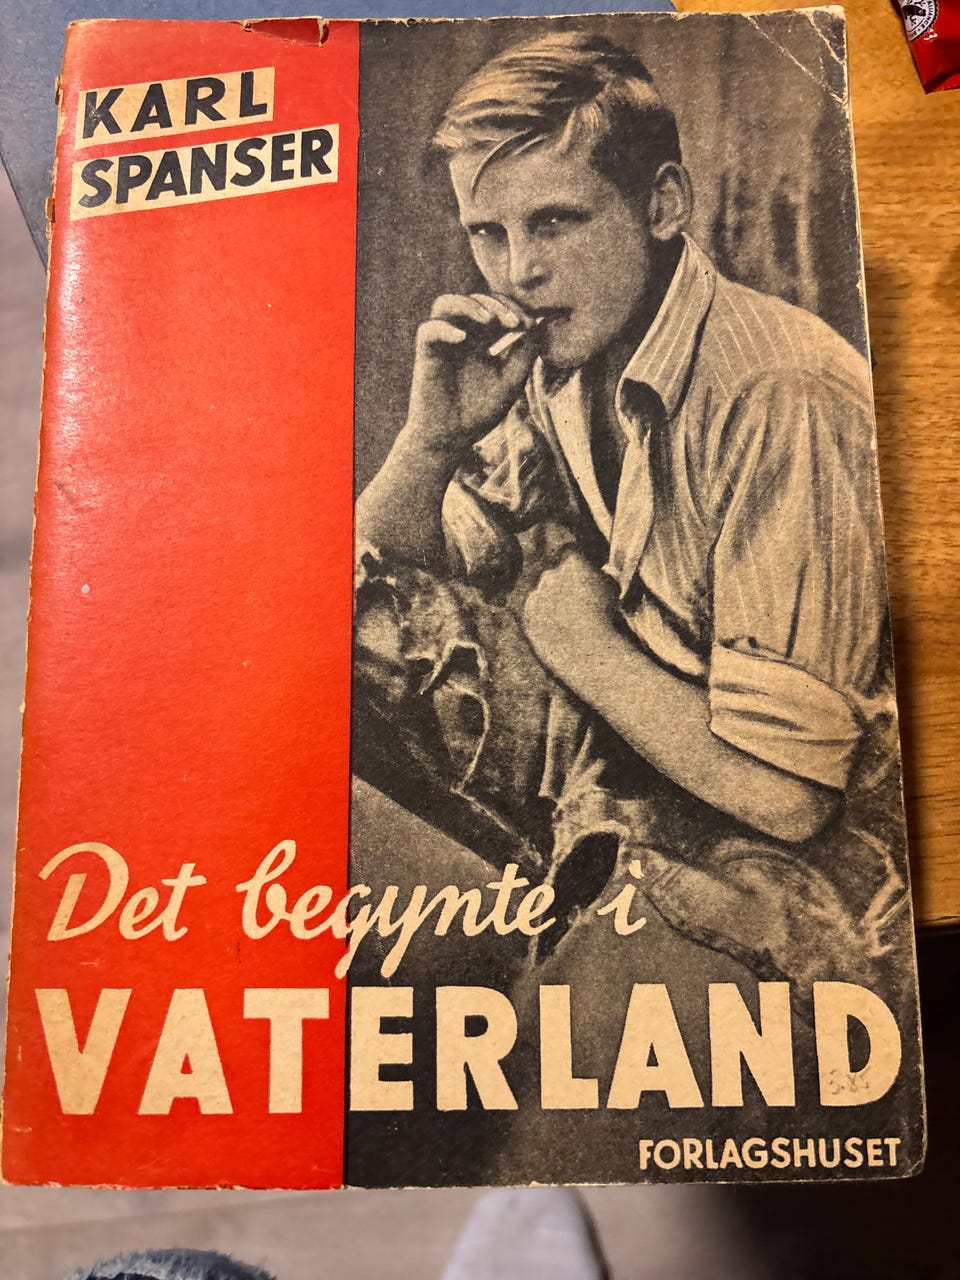 KARL
SPANSER
Det begynte i
VATERLAND
FORLAGSHUSET